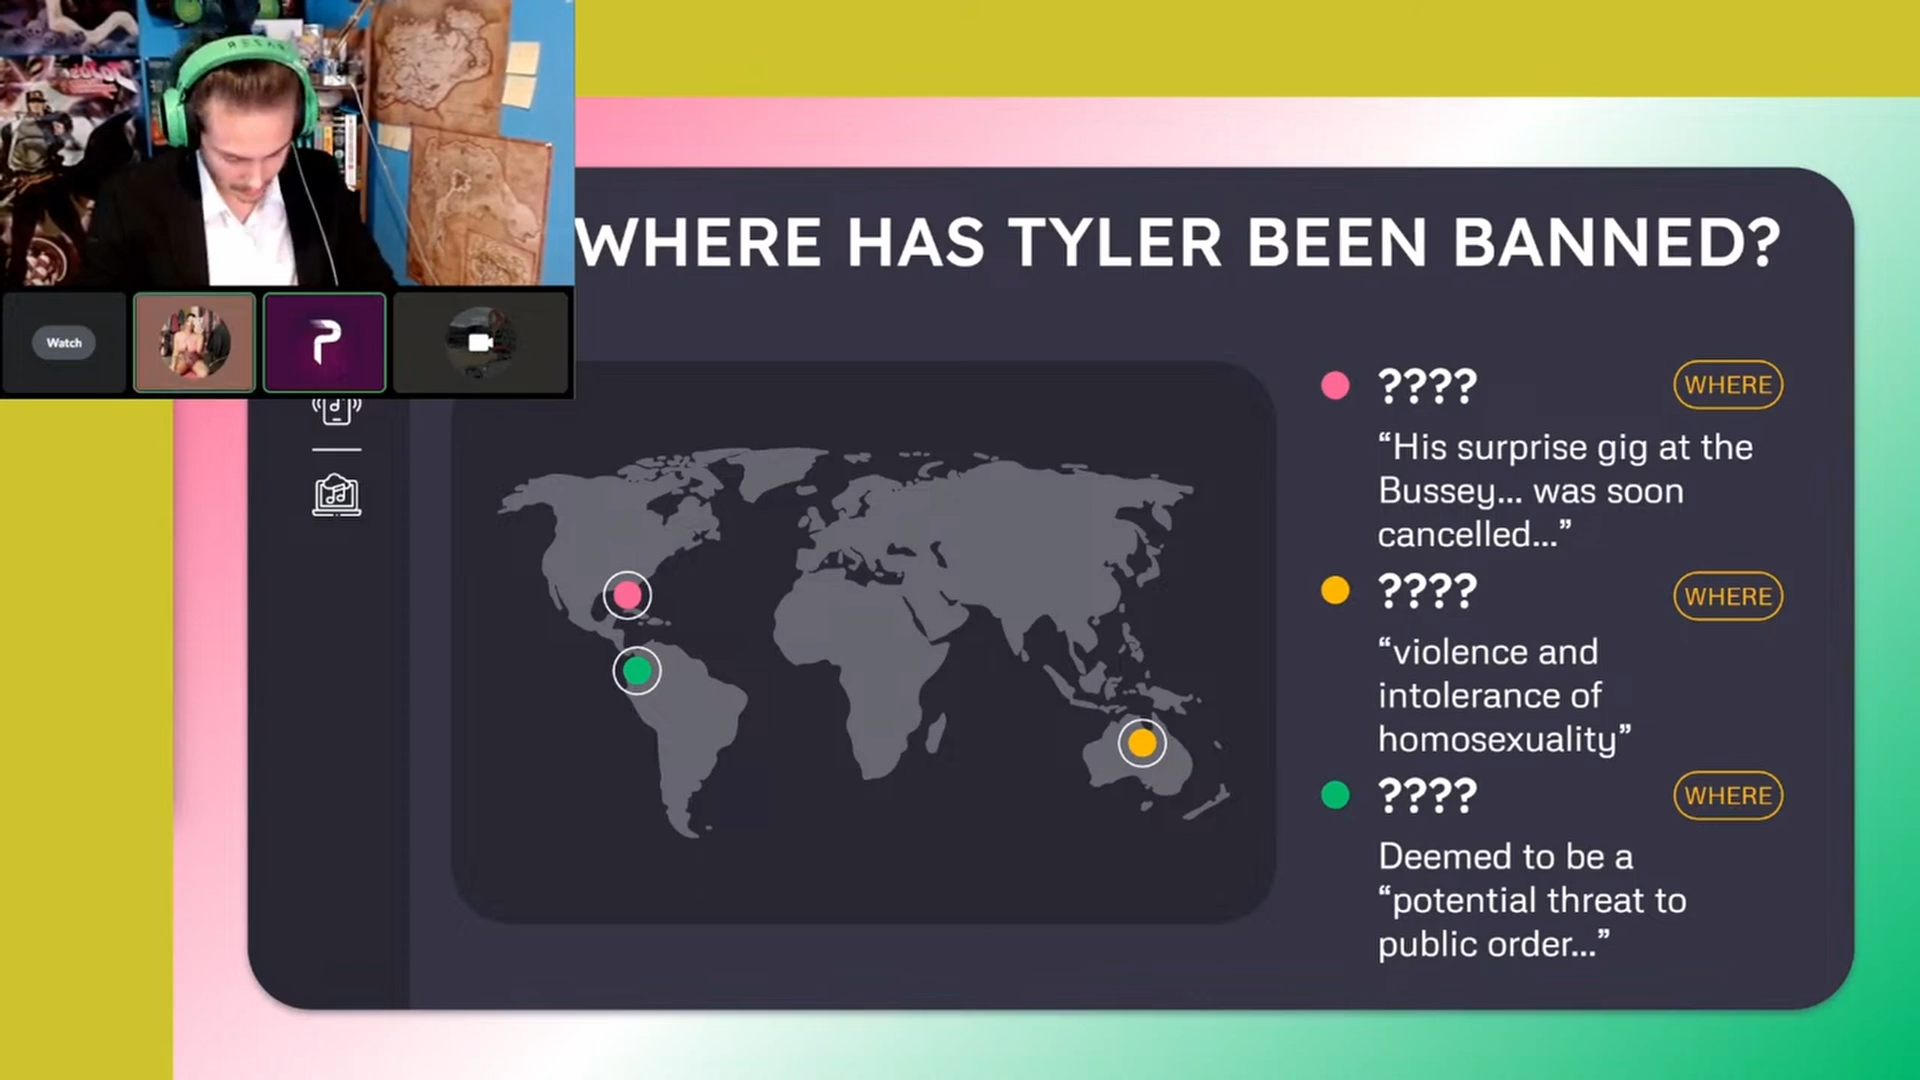 WHERE HAS TYLER BEEN BANNED?
Watch
????
WHERE
“His surprise gig at the
Bussey... was soon
cancelled...”
????
WHERE
“violence and
intolerance of
homosexuality”
????
WHERE
Deemed to be a
“potential threat to
public order...”